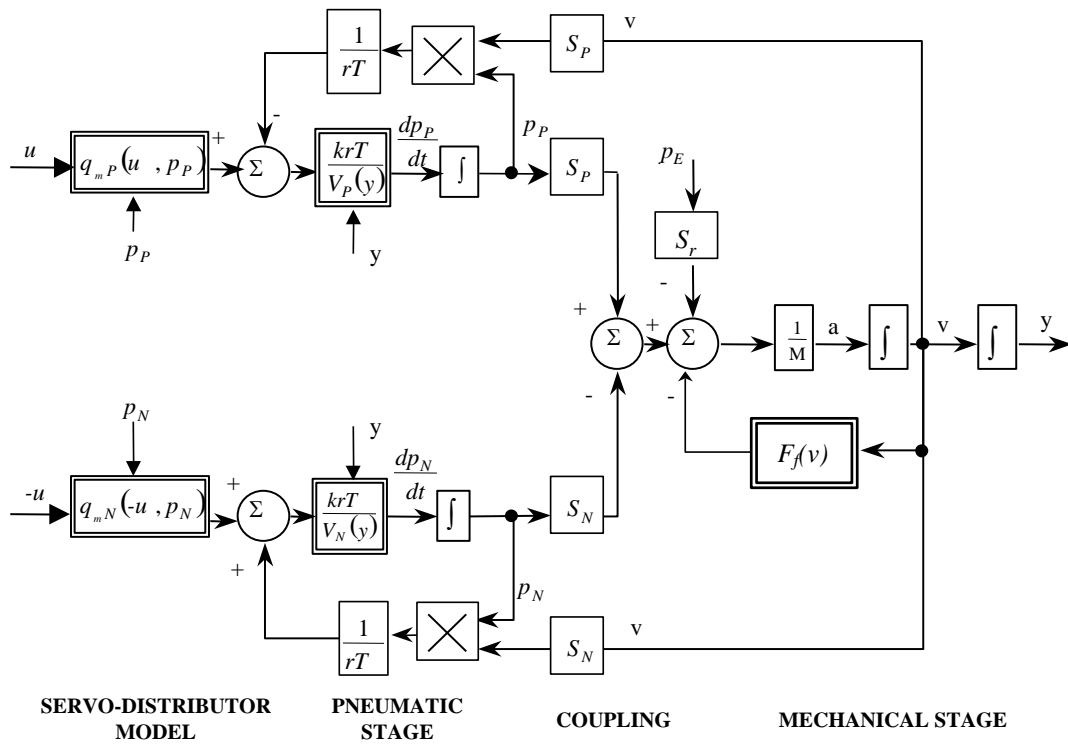 v
1/rT
S_P
-
p_P
dp_P/dt
u
q_mP(u , p_P)
+
Σ
krT/V_P(y)
∫
S_P
p_E
p_P
y
S_r
-
+
Σ
+
Σ
1/M
a
∫
v
∫
y
-
-
F_f(v)
p_N
y
dp_N/dt
-u
q_mN(-u , p_N)
+
Σ
krT/V_N(y)
∫
S_N
+
p_N
1/rT
v
S_N
SERVO-DISTRIBUTOR
MODEL
PNEUMATIC
STAGE
COUPLING
MECHANICAL STAGE